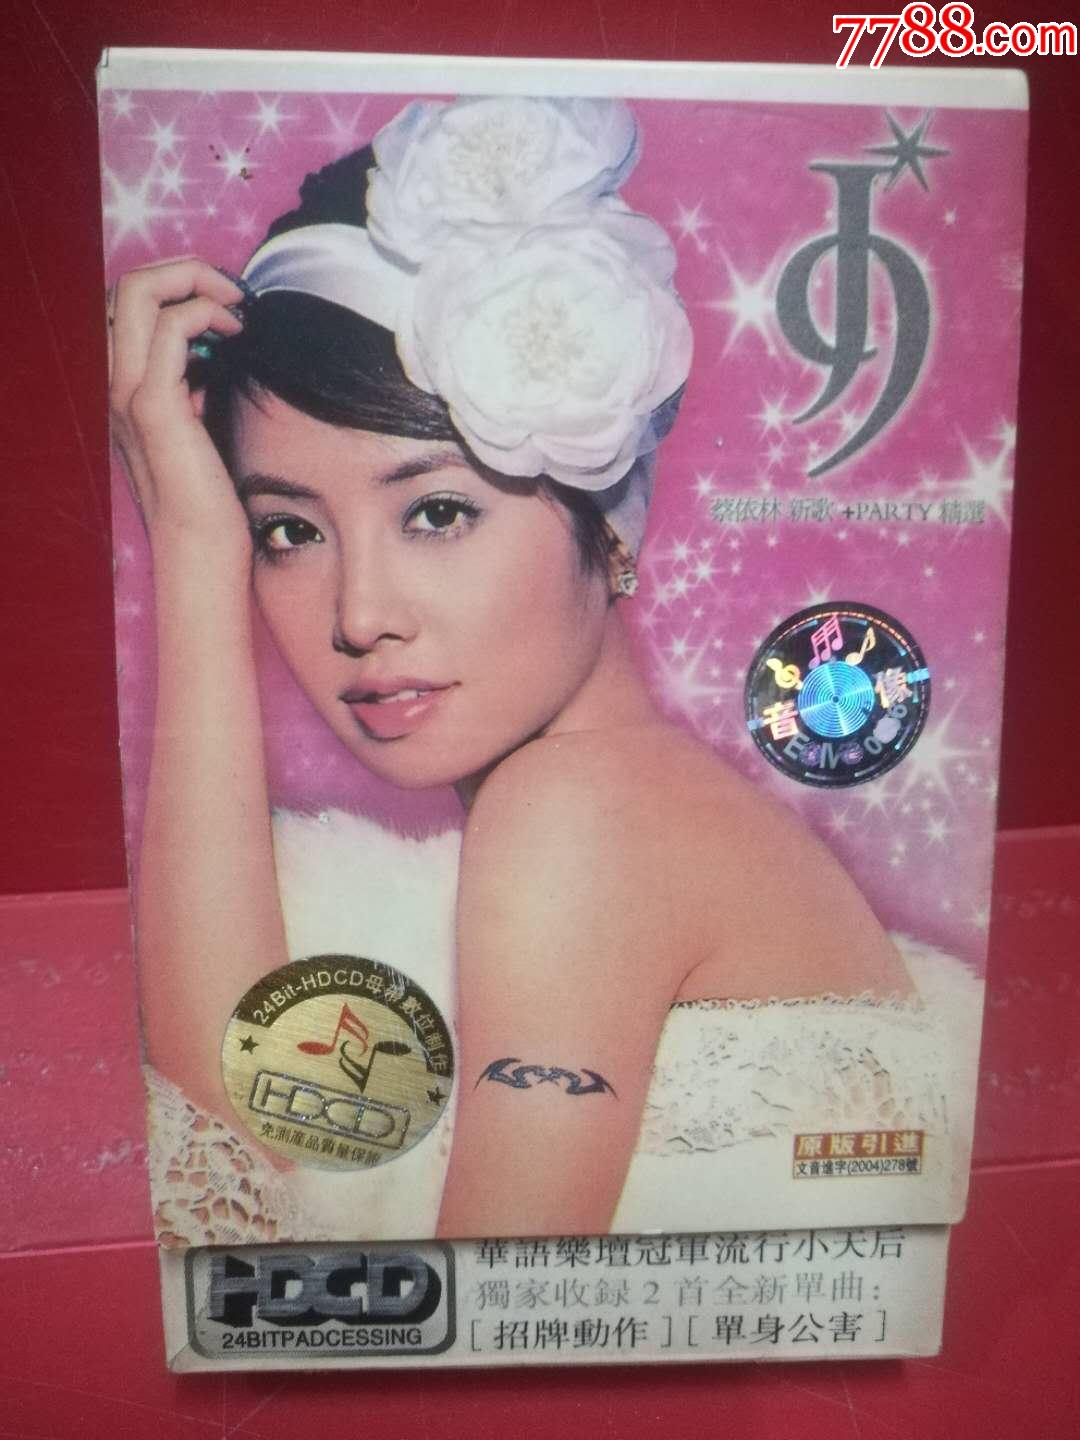 7788.com
J9
蔡依林 新歌 +PARTY 精選
音像
24Bit-HDCD母帶數位制作
HDCD
免測產品質量保證
原版引進
文音進字(2004)278號
華語樂壇冠軍流行小天后
HDCD
24BITPADCESSING
獨家收録 2 首全新單曲:
[ 招牌動作 ] [ 單身公害 ]